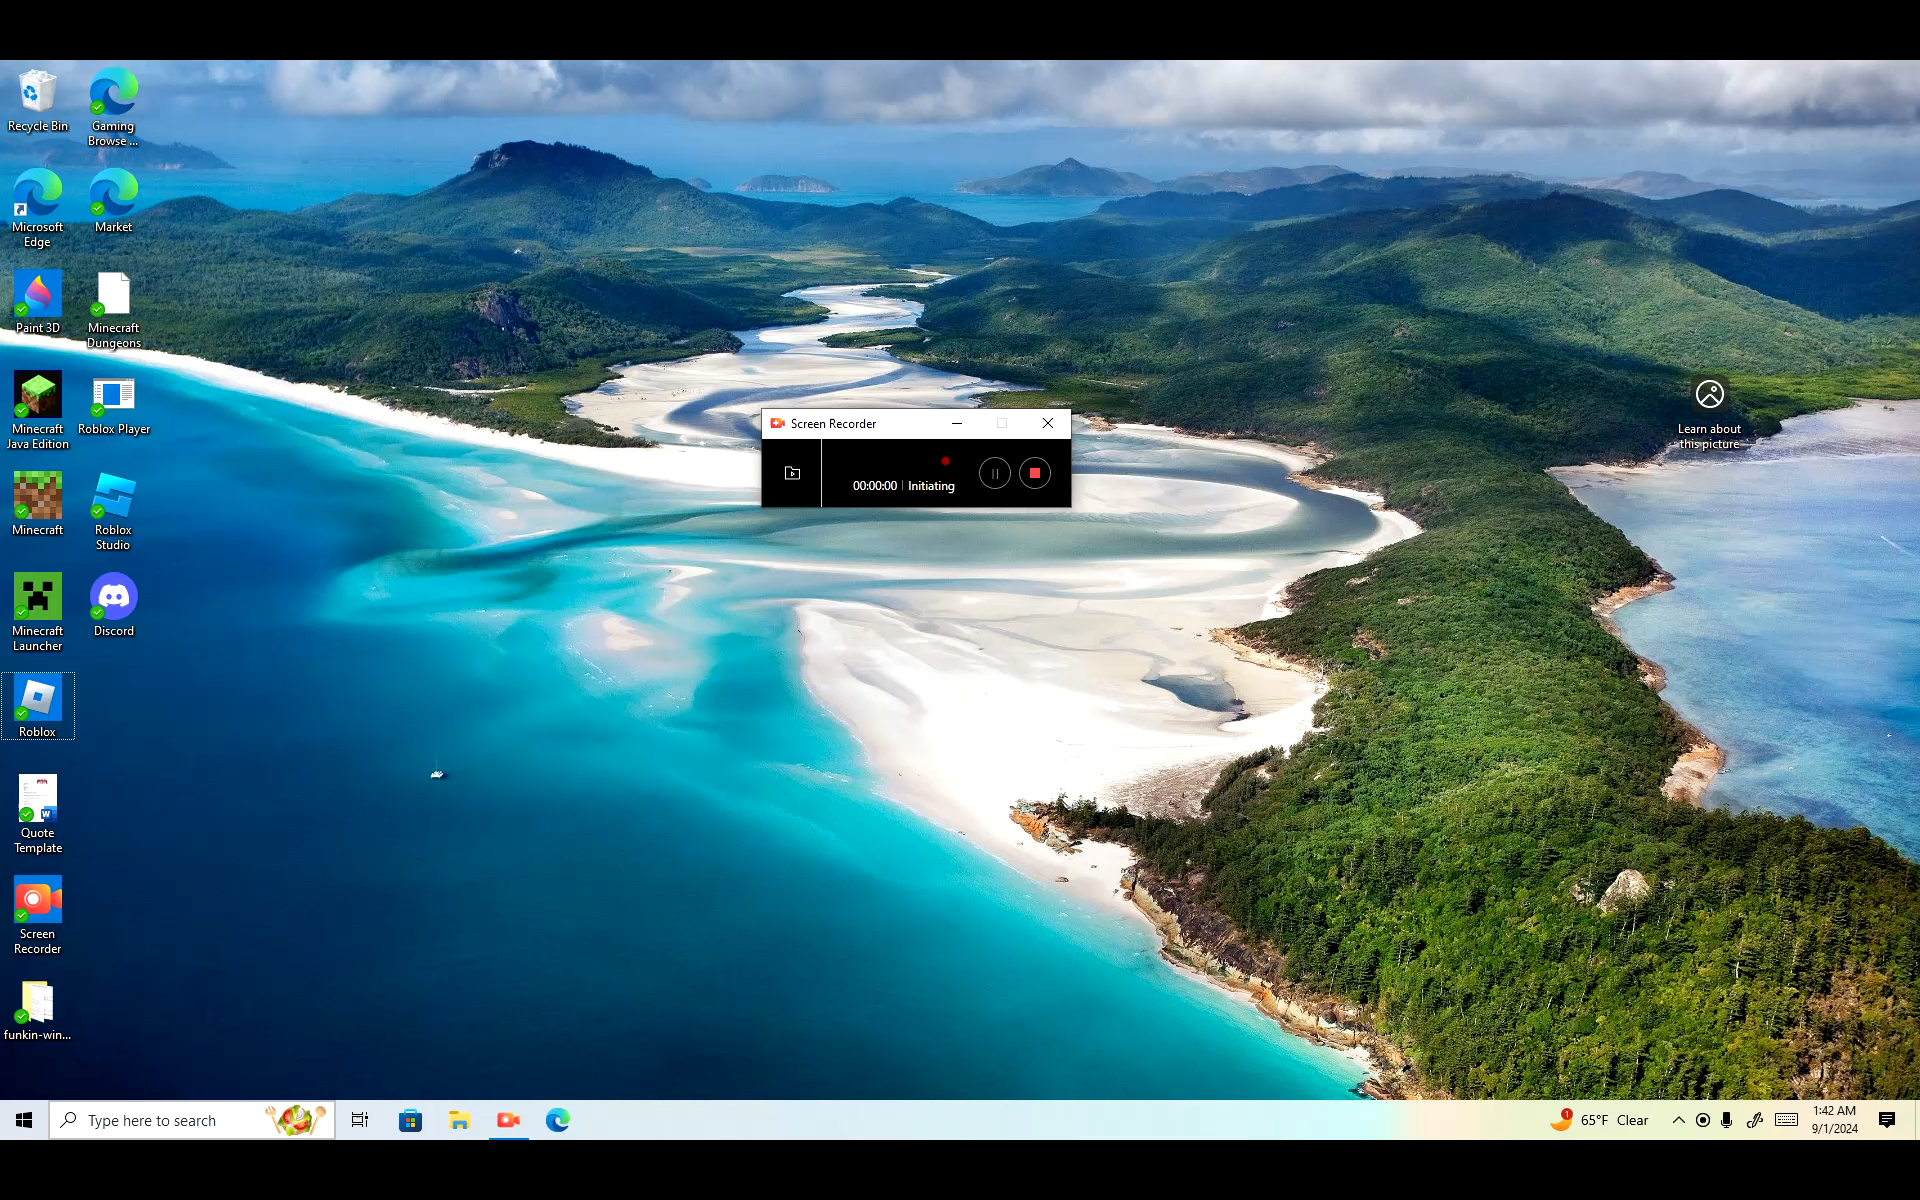 Recycle Bin
Gaming
Browse ...
Microsoft
Edge
Market
Paint 3D
Minecraft
Dungeons
Minecraft
Java Edition
Roblox Player
Minecraft
Roblox
Studio
Minecraft
Launcher
Discord
Roblox
Quote
Template
Screen
Recorder
funkin-win...
Screen Recorder
00:00:00 | Initiating
Learn about
this picture
Type here to search
1
65°F Clear
1:42 AM
9/1/2024